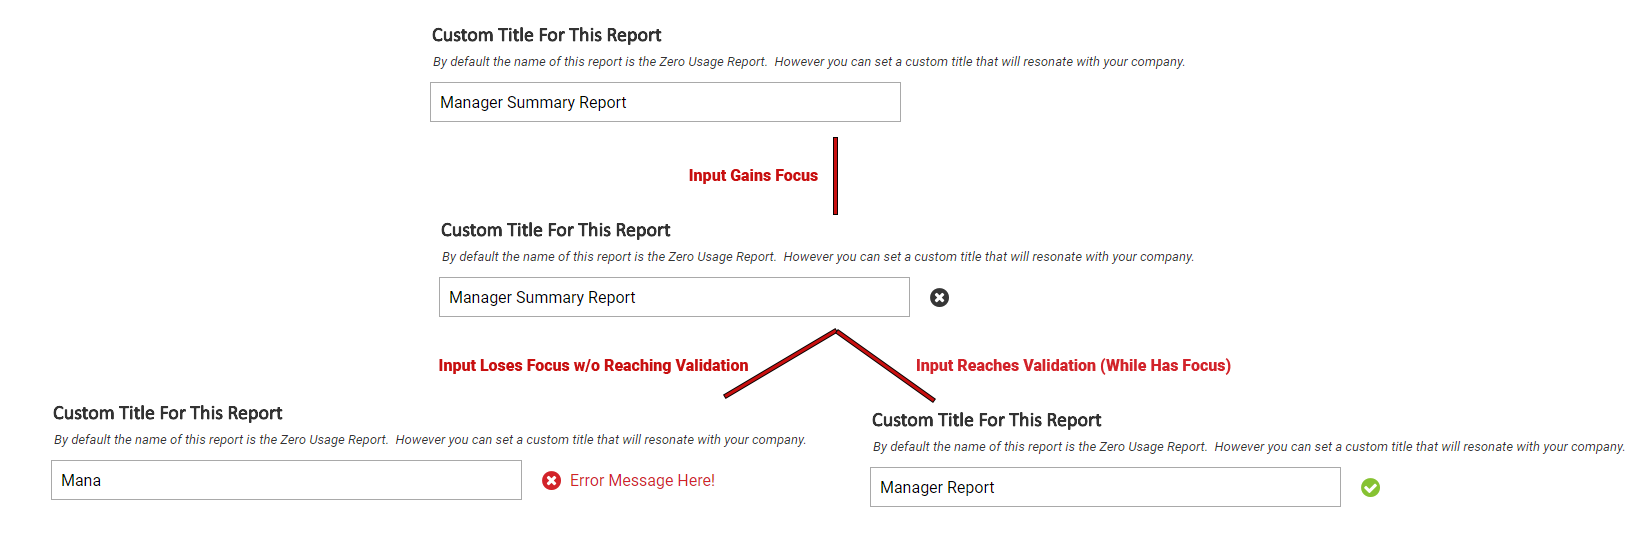 Custom Title For This Report
By default the name of this report is the Zero Usage Report.  However you can set a custom title that will resonate with your company.
Manager Summary Report
Input Gains Focus
Custom Title For This Report
By default the name of this report is the Zero Usage Report.  However you can set a custom title that will resonate with your company.
Manager Summary Report
Input Loses Focus w/o Reaching Validation
Input Reaches Validation (While Has Focus)
Custom Title For This Report
By default the name of this report is the Zero Usage Report.  However you can set a custom title that will resonate with your company.
Mana
Error Message Here!
Custom Title For This Report
By default the name of this report is the Zero Usage Report.  However you can set a custom title that will resonate with your company.
Manager Report